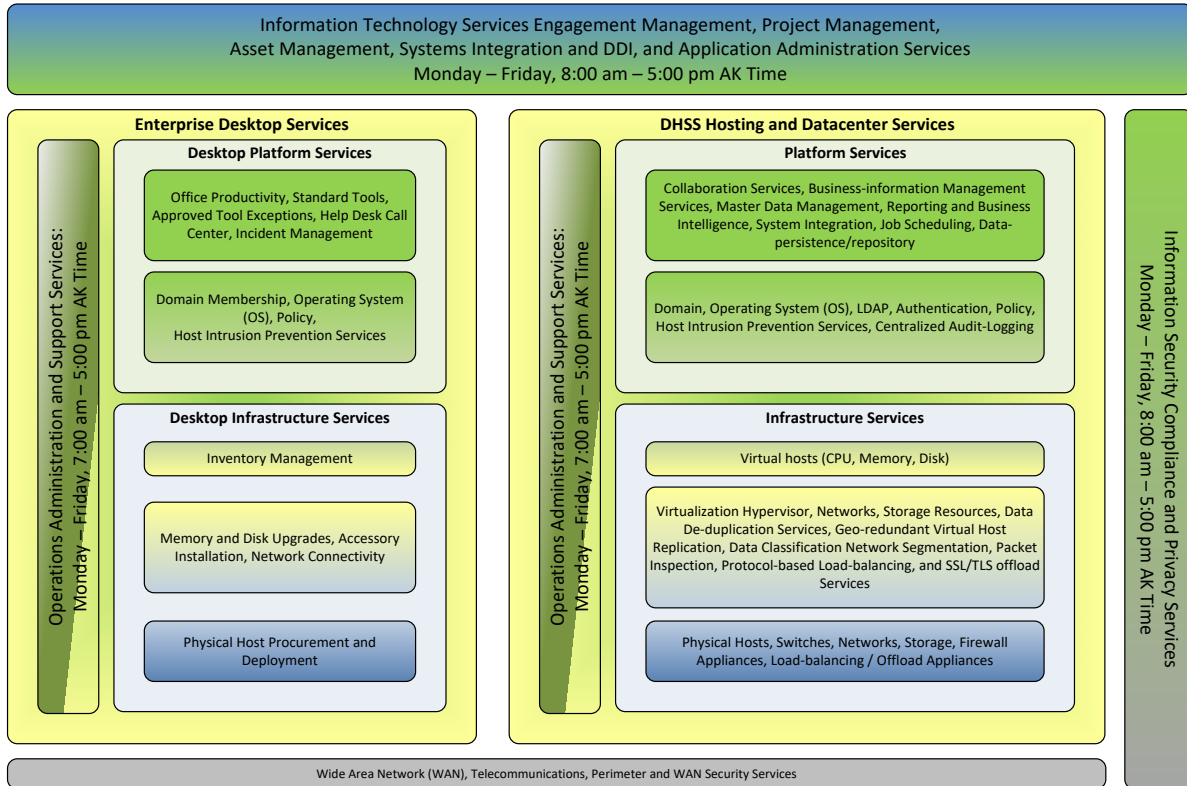 Information Technology Services Engagement Management, Project Management,
Asset Management, Systems Integration and DDI, and Application Administration Services
Monday – Friday, 8:00 am – 5:00 pm AK Time
Enterprise Desktop Services
Operations Administration and Support Services:
Monday – Friday, 7:00 am – 5:00 pm AK Time
Desktop Platform Services
Office Productivity, Standard Tools,
Approved Tool Exceptions, Help Desk Call
Center, Incident Management
Domain Membership, Operating System
(OS), Policy,
Host Intrusion Prevention Services
Desktop Infrastructure Services
Inventory Management
Memory and Disk Upgrades, Accessory
Installation, Network Connectivity
Physical Host Procurement and
Deployment
DHSS Hosting and Datacenter Services
Operations Administration and Support Services:
Monday – Friday, 7:00 am – 5:00 pm AK Time
Platform Services
Collaboration Services, Business-information Management
Services, Master Data Management, Reporting and Business
Intelligence, System Integration, Job Scheduling, Data-
persistence/repository
Domain, Operating System (OS), LDAP, Authentication, Policy,
Host Intrusion Prevention Services, Centralized Audit-Logging
Infrastructure Services
Virtual hosts (CPU, Memory, Disk)
Virtualization Hypervisor, Networks, Storage Resources, Data
De-duplication Services, Geo-redundant Virtual Host
Replication, Data Classification Network Segmentation, Packet
Inspection, Protocol-based Load-balancing, and SSL/TLS offload
Services
Physical Hosts, Switches, Networks, Storage, Firewall
Appliances, Load-balancing / Offload Appliances
Information Security Compliance and Privacy Services
Monday – Friday, 8:00 am – 5:00 pm AK Time
Wide Area Network (WAN), Telecommunications, Perimeter and WAN Security Services